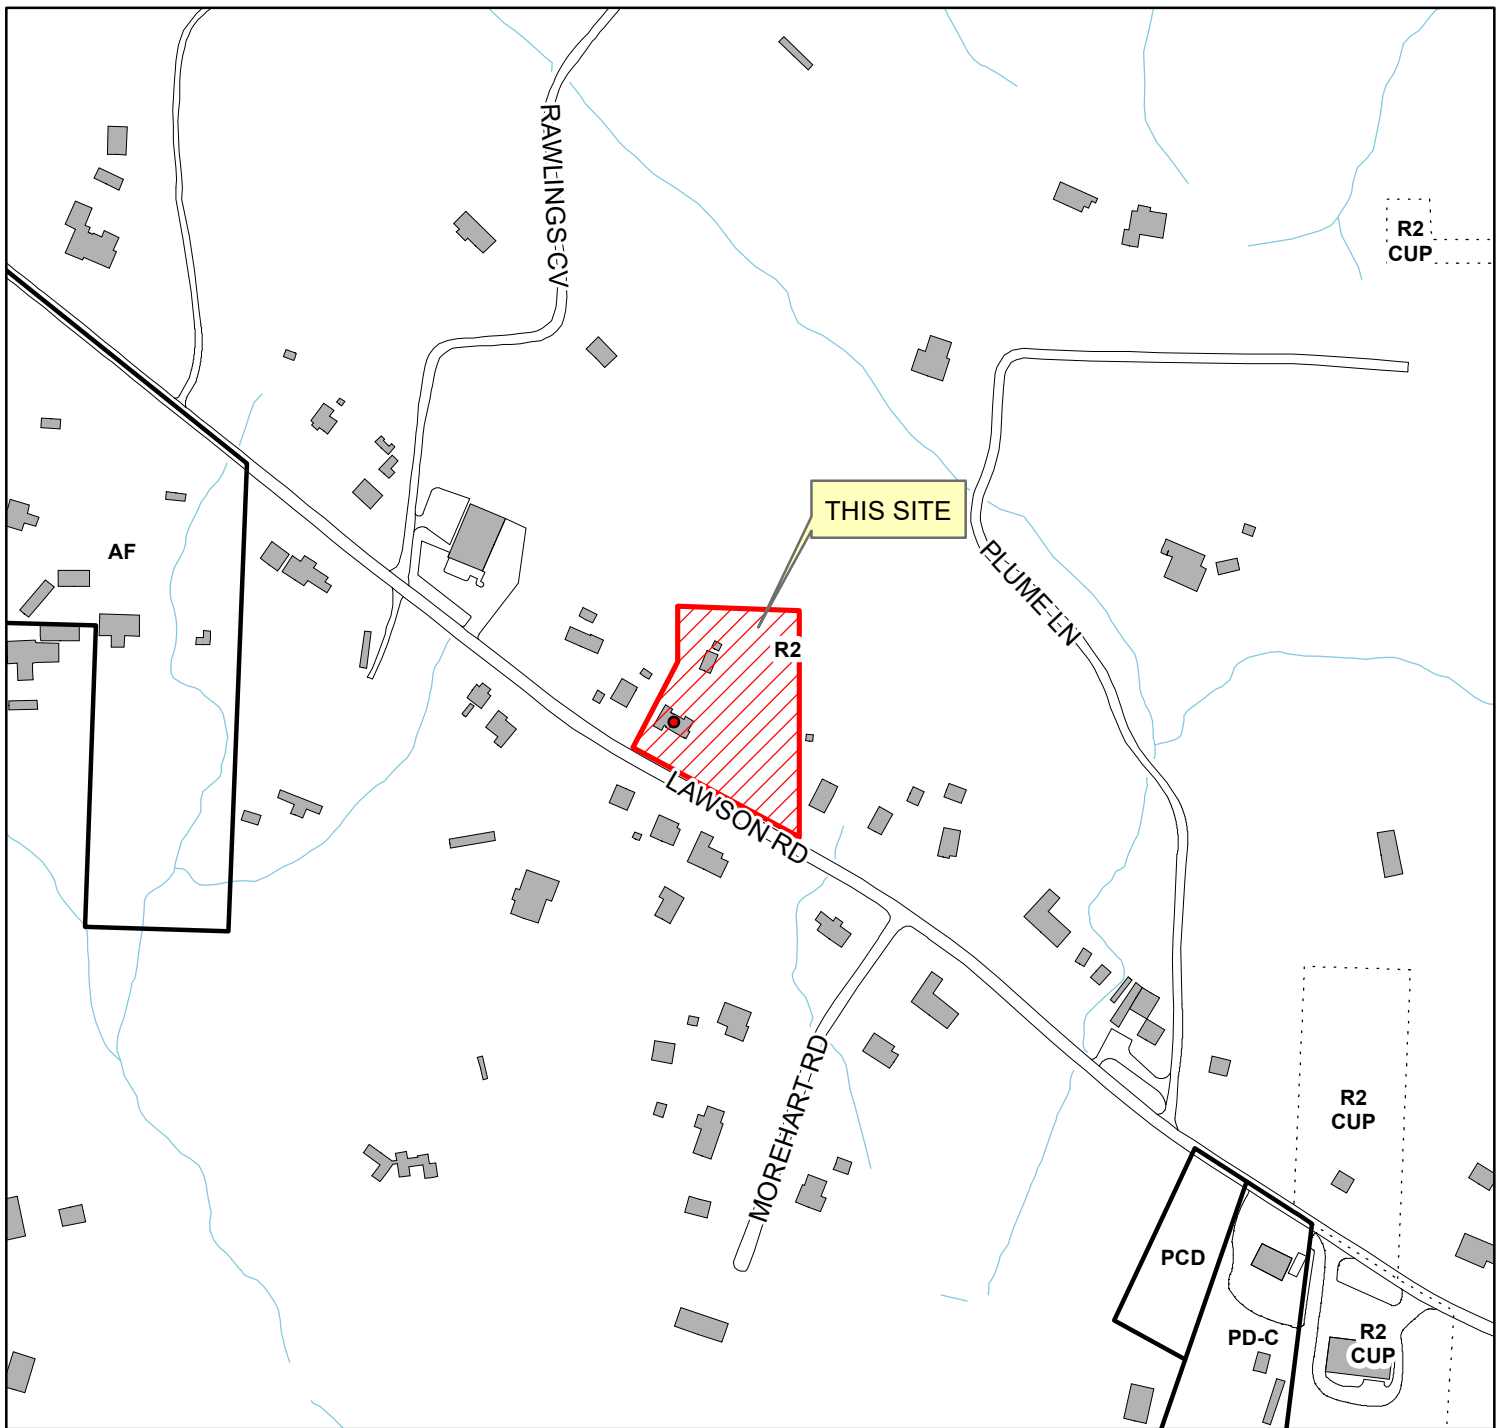 RAWLINGS CV
R2
CUP
THIS SITE
AF
PLUME LN
R2
LAWSON RD
MOREHART RD
R2
CUP
PCD
PD-C
R2
CUP